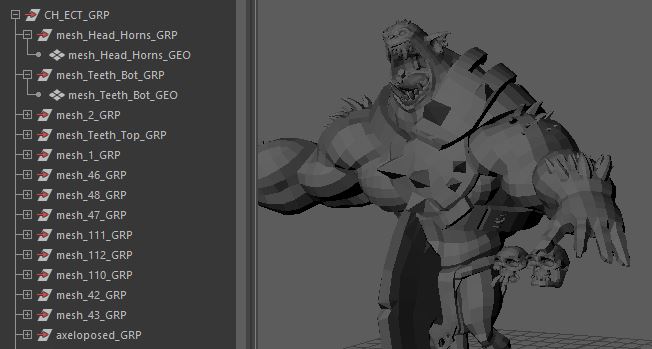 CH_ECT_GRP
mesh_Head_Horns_GRP
mesh_Head_Horns_GEO
mesh_Teeth_Bot_GRP
mesh_Teeth_Bot_GEO
mesh_2_GRP
mesh_Teeth_Top_GRP
mesh_1_GRP
mesh_46_GRP
mesh_48_GRP
mesh_47_GRP
mesh_111_GRP
mesh_112_GRP
mesh_110_GRP
mesh_42_GRP
mesh_43_GRP
axeloposed_GRP